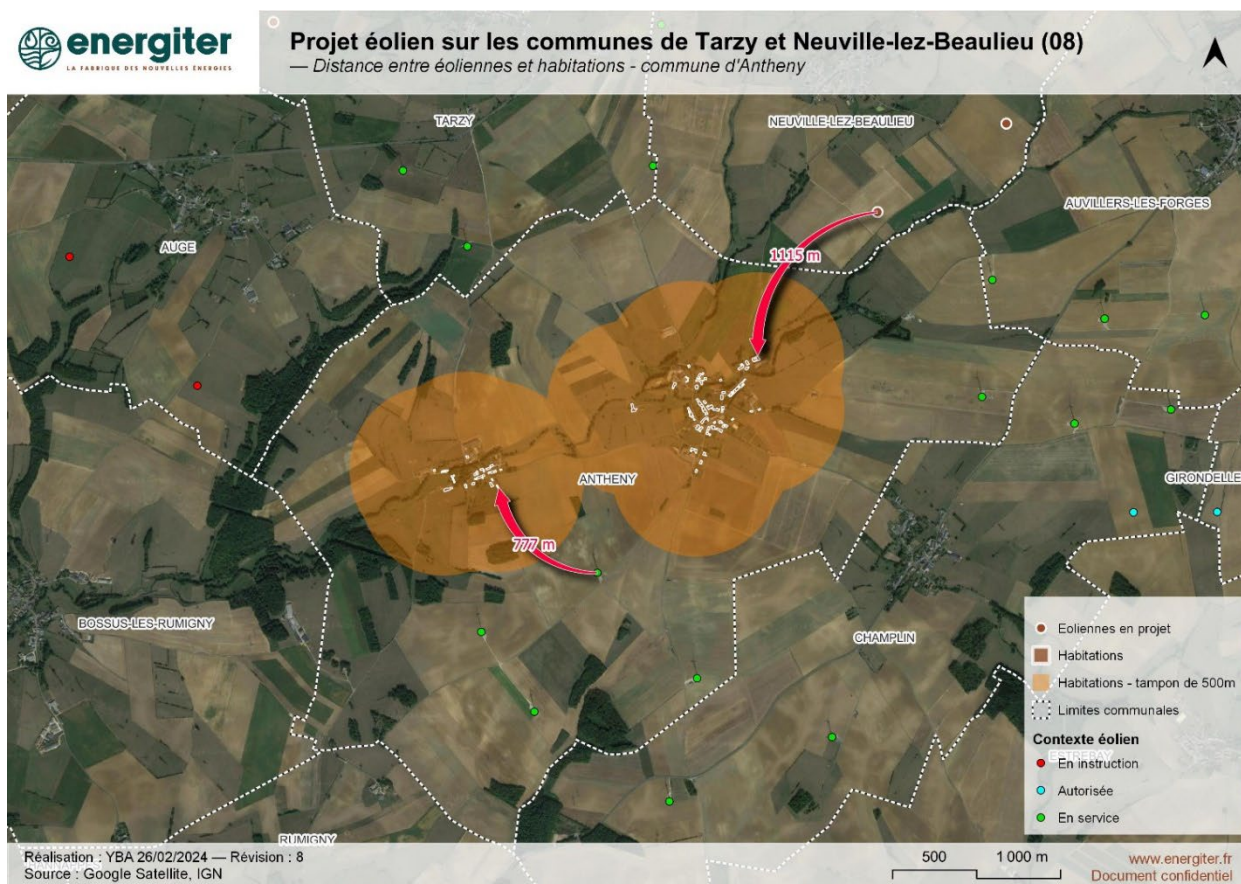 energiter
LA FABRIQUE DES NOUVELLES ÉNERGIES
Projet éolien sur les communes de Tarzy et Neuville-lez-Beaulieu (08)
— Distance entre éoliennes et habitations - commune d'Antheny
TARZY
NEUVILLE-LEZ-BEAULIEU
AUVILLERS-LES-FORGES
AUGE
1115 m
ANTHENY
GIRONDELLE
777 m
BOSSUS-LES-RUMIGNY
CHAMPLIN
Eoliennes en projet
Habitations
Habitations - tampon de 500m
Limites communales
Contexte éolien
ESTREBAY
En instruction
Autorisée
En service
RUMIGNY
Réalisation : YBA 26/02/2024 — Révision : 8
Source : Google Satellite, IGN
500 1 000 m
www.energiter.fr
Document confidentiel